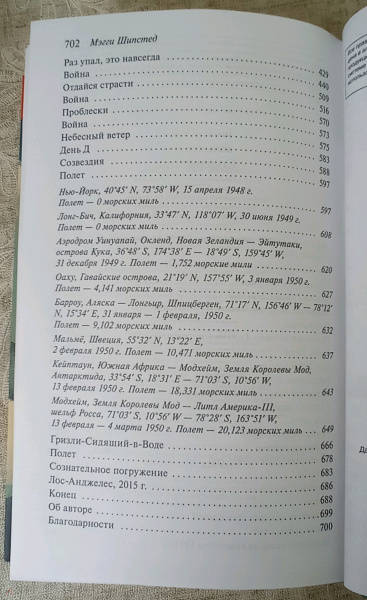 702 Мэгги Шипстед
Раз упал, это навсегда 429
Война 440
Отдайся страсти 509
Война 516
Проблески 570
Война 573
Небесный ветер 575
День Д 583
Созвездия 588
Полет 597
Нью-Йорк, 40°45′ N, 73°58′ W, 15 апреля 1948 г.
Полет — 0 морских миль 597
Лонг-Бич, Калифорния, 33°47′ N, 118°07′ W, 30 июня 1949 г.
Полет — 0 морских миль 608
Аэродром Уинуапай, Осленд, Новая Зеландия — Эйтутаки,
острова Кука, 36°48′ S, 174°38′ E — 18°49′ S, 159°45′ W,
31 декабря 1949 г. Полет — 1,752 морские мили 620
Оаху, Гавайские острова, 21°19′ N, 157°55′ W, 3 января 1950 г.
Полет — 4,141 морских миль 627
Барроу, Аляска — Лонгьир, Шпицберген, 71°17′ N, 156°46′ W — 78°12′
N, 15°34′ E, 31 января — 1 февраля, 1950 г.
Полет — 9,102 морских миль 632
Мальмё, Швеция, 55°32′ N, 13°22′ E,
2 февраля 1950 г. Полет — 10,471 морских миль 637
Кейптаун, Южная Африка — Модхейм, Земля Королевы Мод,
Антарктида, 33°54′ S, 18°31′ E — 71°03′ S, 10°56′ W,
13 февраля 1950 г. Полет — 18,331 морских миль 643
Модхейм, Земля Королевы Мод — Литл Америка-III,
шельф Росса, 71°03′ S, 10°56′ W — 78°28′ S, 163°51′ W,
13 февраля — 4 марта 1950 г. Полет — 20,123 морских миль 649
Гризли-Сидящий-в-Воде 666
Полет 678
Сознательное погружение 683
Лос-Анджелес, 2015 г. 686
Конец 688
Об авторе 699
Благодарности 700